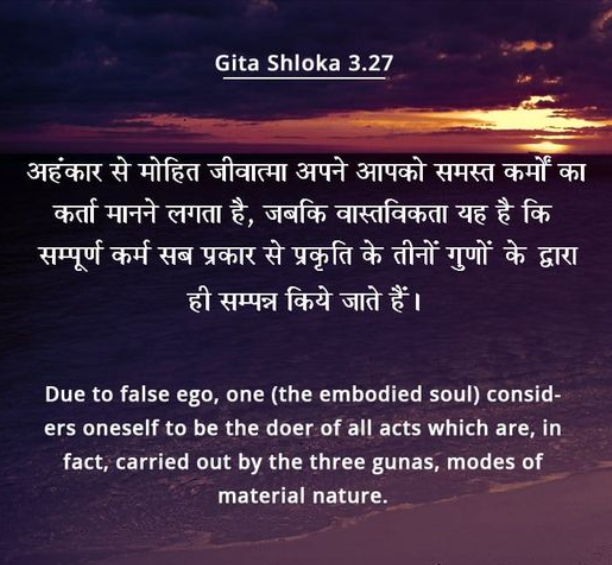 Gita Shloka 3.27
अहंकार से मोहित जीवात्मा अपने आपको समस्त कर्मों का
कर्ता मानने लगता है, जबकि वास्तविकता यह है कि
सम्पूर्ण कर्म सब प्रकार से प्रकृति के तीनों गुणों के द्वारा
ही सम्पन्न किये जाते हैं।
Due to false ego, one (the embodied soul) consid-
ers oneself to be the doer of all acts which are, in
fact, carried out by the three gunas, modes of
material nature.